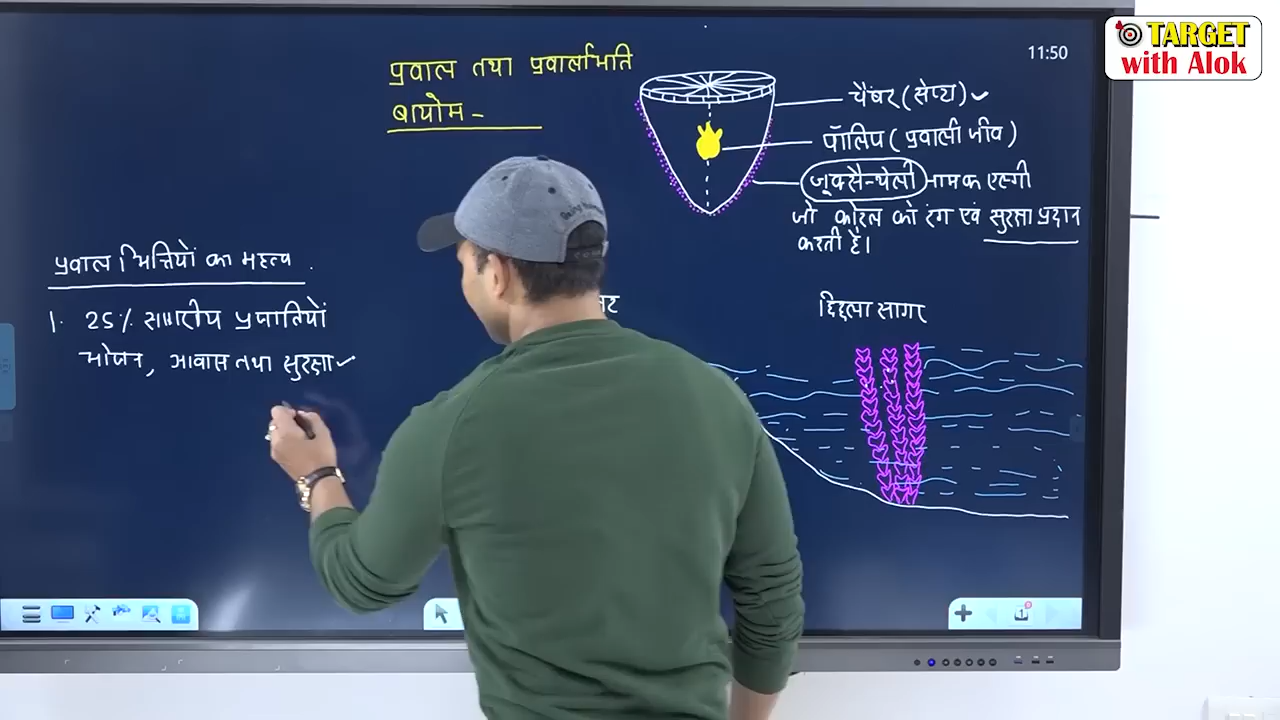 TARGET
with Alok
11:50
प्रवाल तथा प्रवालभिति
बायोम -
चैंबर (सेप्टा)
पॉलिप (प्रवाली जीव)
जूक्सैन्थेली नामक एल्गी
जो कोरल को रंग एवं सुरक्षा प्रदान
करती है।
प्रवाल भित्तियों का महत्व
1. 25% सागरीय प्रजातियों
भोजन, आवास तथा सुरक्षा
छिछला सागर